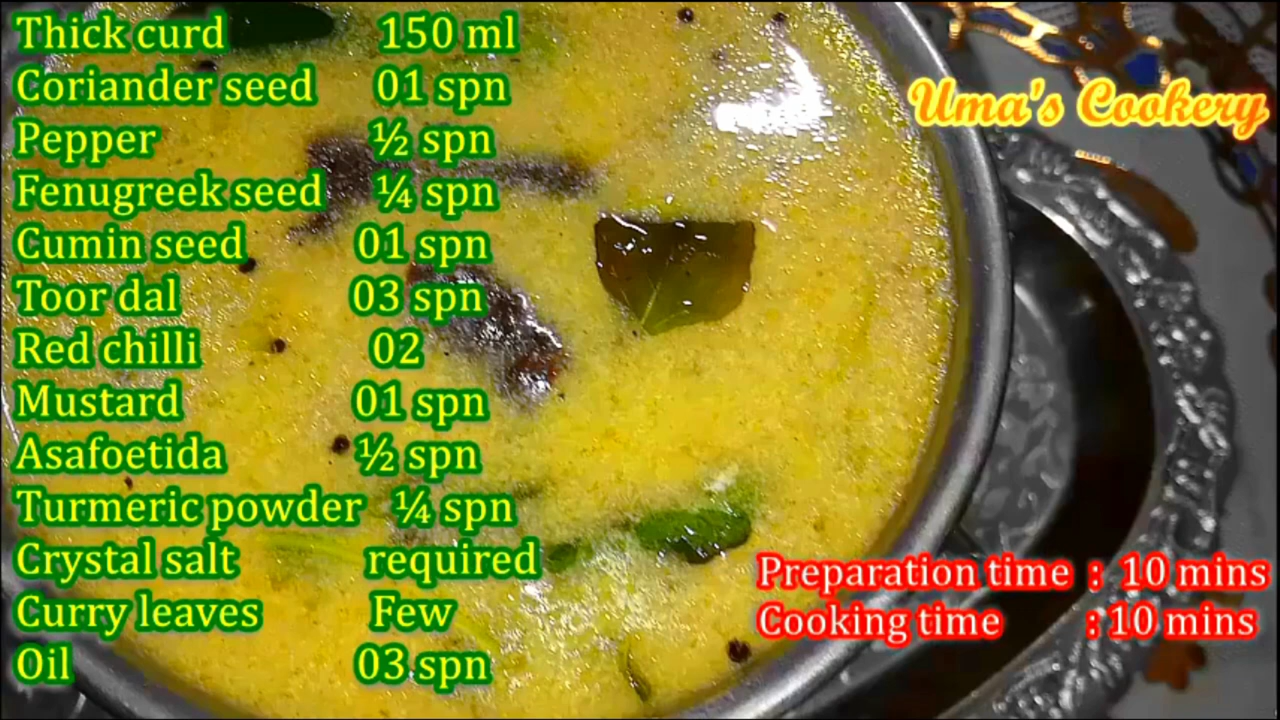 Thick curd 150 ml
Coriander seed 01 spn
Uma's Cookery
Pepper ½ spn
Fenugreek seed ¼ spn
Cumin seed 01 spn
Toor dal 03 spn
Red chilli 02
Mustard 01 spn
Asafoetida ½ spn
Turmeric powder ¼ spn
Crystal salt required
Curry leaves Few
Oil 03 spn
Preparation time : 10 mins
Cooking time : 10 mins